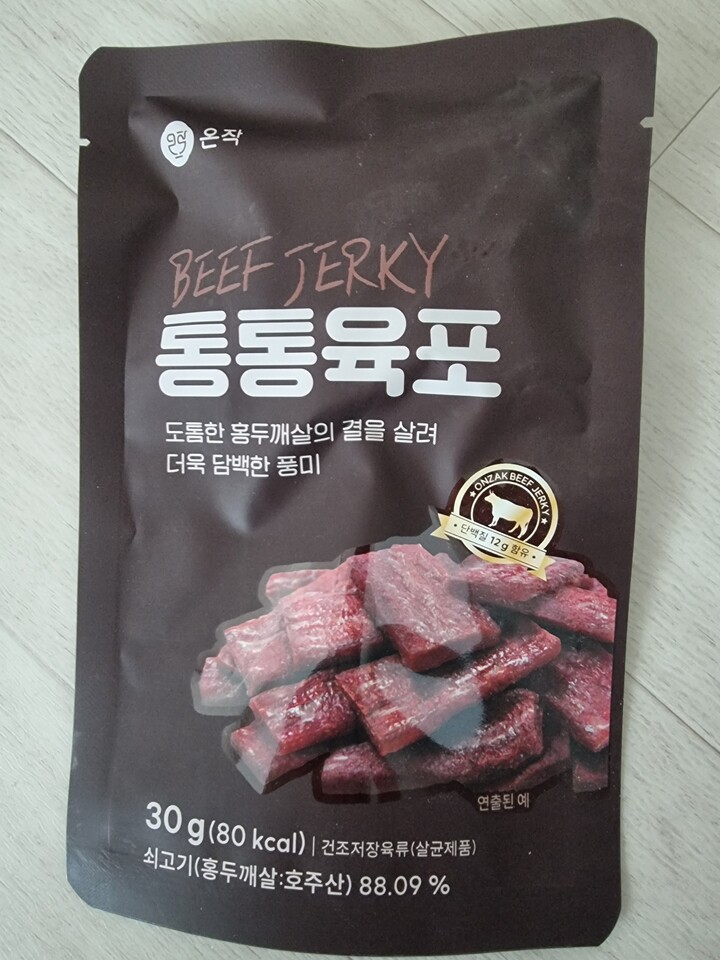 온작 온작
BEEF JERKY
통통육포
도톰한 홍두깨살의 결을 살려
더욱 담백한 풍미
★ ONZAK BEEF JERKY ★
• 단백질 12g 함유 •
연출된 예
30 g (80 kcal) | 건조저장육류(살균제품)
쇠고기(홍두깨살:호주산) 88.09 %